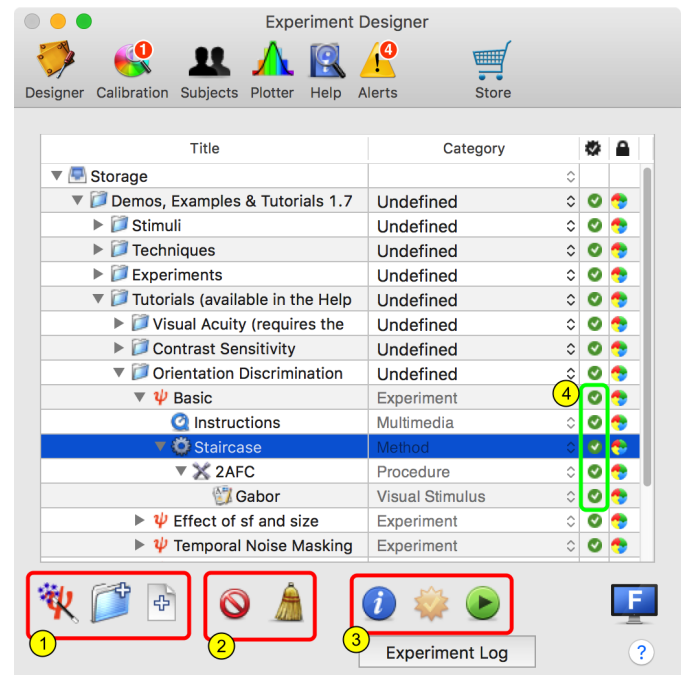 Experiment Designer
1
4
Designer Calibration Subjects Plotter Help Alerts Store
Title Category
Storage
Demos, Examples & Tutorials 1.7 Undefined
Stimuli Undefined
Techniques Undefined
Experiments Undefined
Tutorials (available in the Help Undefined
Visual Acuity (requires the Undefined
Contrast Sensitivity Undefined
Orientation Discrimination Undefined
4
Ψ Basic Experiment
Instructions Multimedia
Staircase Method
2AFC Procedure
Gabor Visual Stimulus
Ψ Effect of sf and size Experiment
Ψ Temporal Noise Masking Experiment
Ψ i F
1 2 3
Experiment Log ?